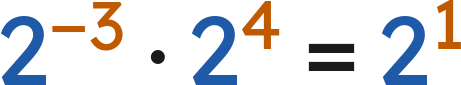 2⁻³ · 2⁴ = 2¹